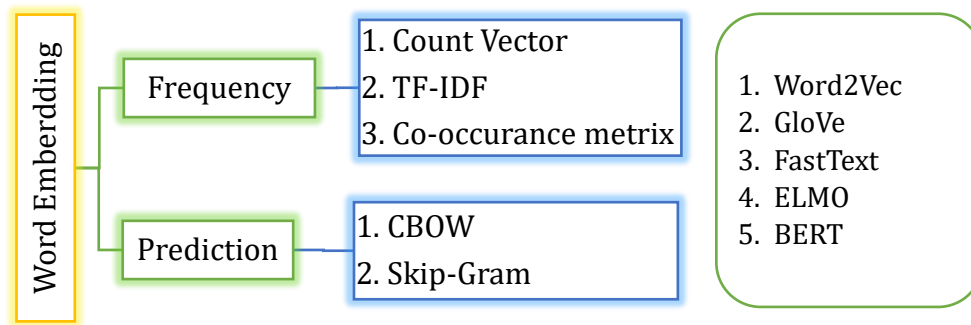 Word Emberdding
Frequency
1. Count Vector
2. TF-IDF
3. Co-occurance metrix
Prediction
1. CBOW
2. Skip-Gram
1. Word2Vec
2. GloVe
3. FastText
4. ELMO
5. BERT